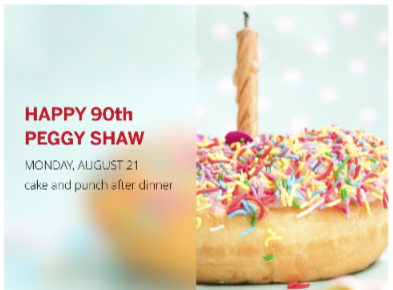 HAPPY 90th
PEGGY SHAW
MONDAY, AUGUST 21
cake and punch after dinner